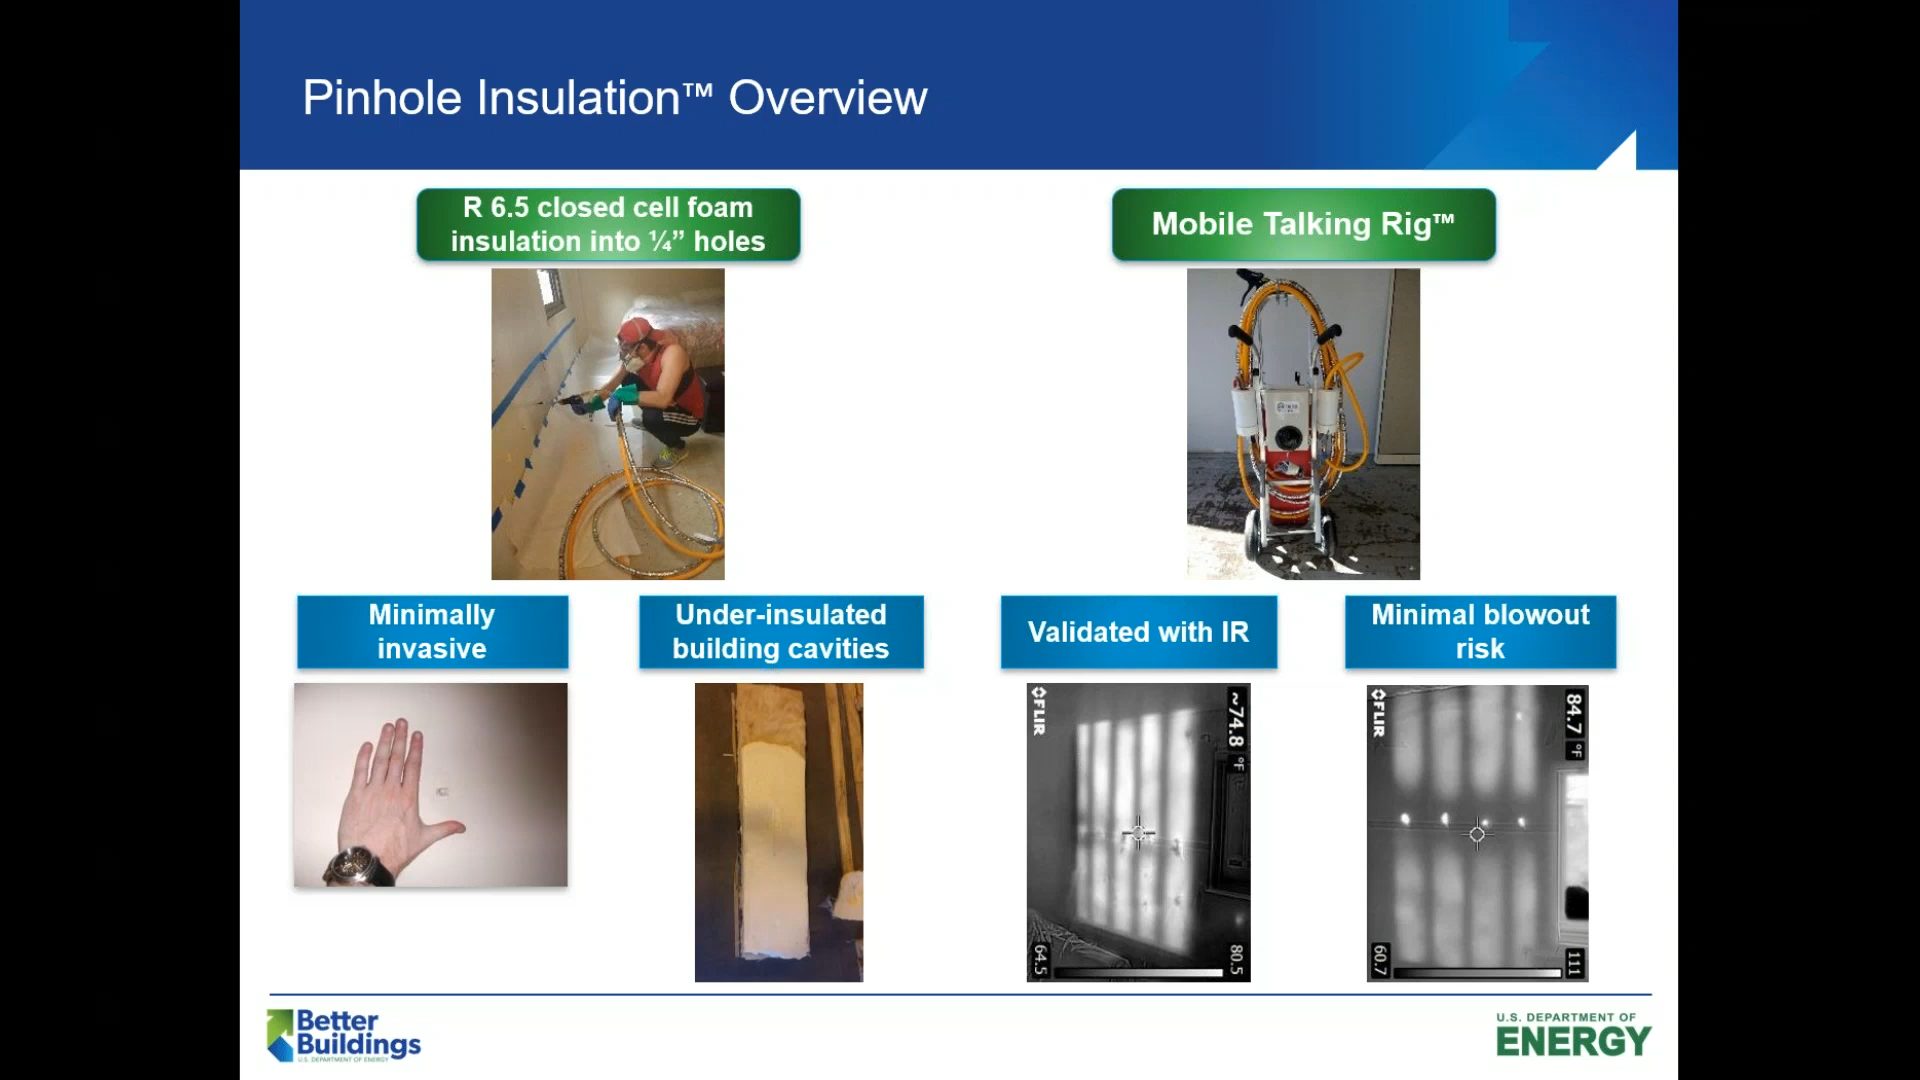 Pinhole Insulation™ Overview
R 6.5 closed cell foam
insulation into ¼” holes
Mobile Talking Rig™
Minimally
invasive
Under-insulated
building cavities
Validated with IR
Minimal blowout
risk
FLIR
~74.8 °F
64.5
80.5
FLIR
84.7 °F
60.7
111
Better
Buildings
U.S. DEPARTMENT OF ENERGY
U.S. DEPARTMENT OF
ENERGY